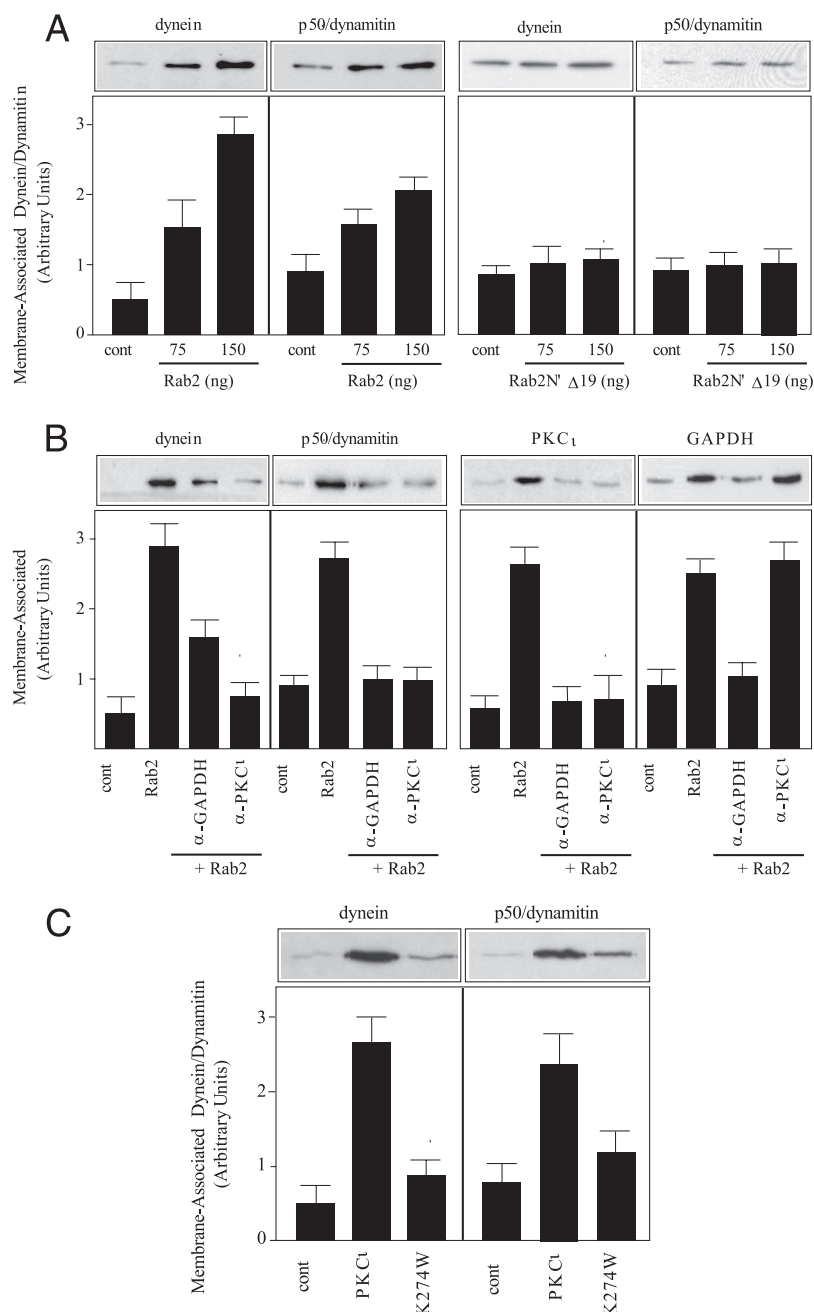 A
dynein
p50/dynamitin
dynein
p50/dynamitin
Membrane-Associated Dynein/Dynamitin
(Arbitrary Units)
3
2
1
0
cont
75
150
cont
75
150
cont
75
150
cont
75
150
Rab2 (ng)
Rab2 (ng)
Rab2N' Δ19 (ng)
Rab2N' Δ19 (ng)
B
dynein
p50/dynamitin
PKCι
GAPDH
Membrane-Associated
(Arbitrary Units)
3
2
1
cont
Rab2
α-GAPDH
α-PKCι
cont
Rab2
α-GAPDH
α-PKCι
cont
Rab2
α-GAPDH
α-PKCι
cont
Rab2
α-GAPDH
α-PKCι
+ Rab2
+ Rab2
+ Rab2
+ Rab2
C
dynein
p50/dynamitin
Membrane-Associated Dynein/Dynamitin
(Arbitrary Units)
3
2
1
0
cont
PKCι
K274W
cont
PKCι
K274W